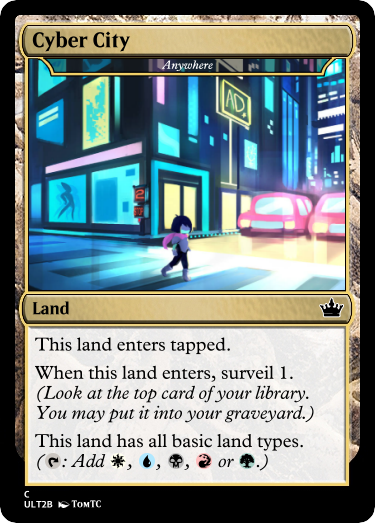 Cyber City
Anywhere
AD.
2
Land
This land enters tapped.
When this land enters, surveil 1.
(Look at the top card of your library.
You may put it into your graveyard.)
This land has all basic land types.
(: Add , , , or .)
C
ULT2B TomTC